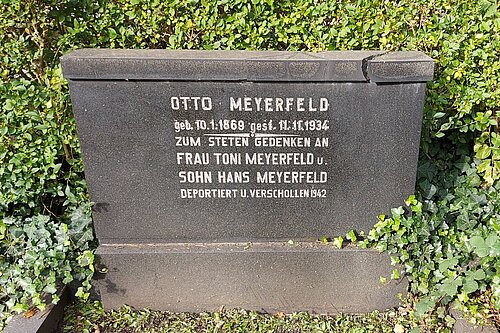 OTTO MEYERFELD
geb. 10.1.1869 gest. 11.11.1934
ZUM STETEN GEDENKEN AN
FRAU TONI MEYERFELD U.
SOHN HANS MEYERFELD
DEPORTIERT U. VERSCHOLLEN 1942